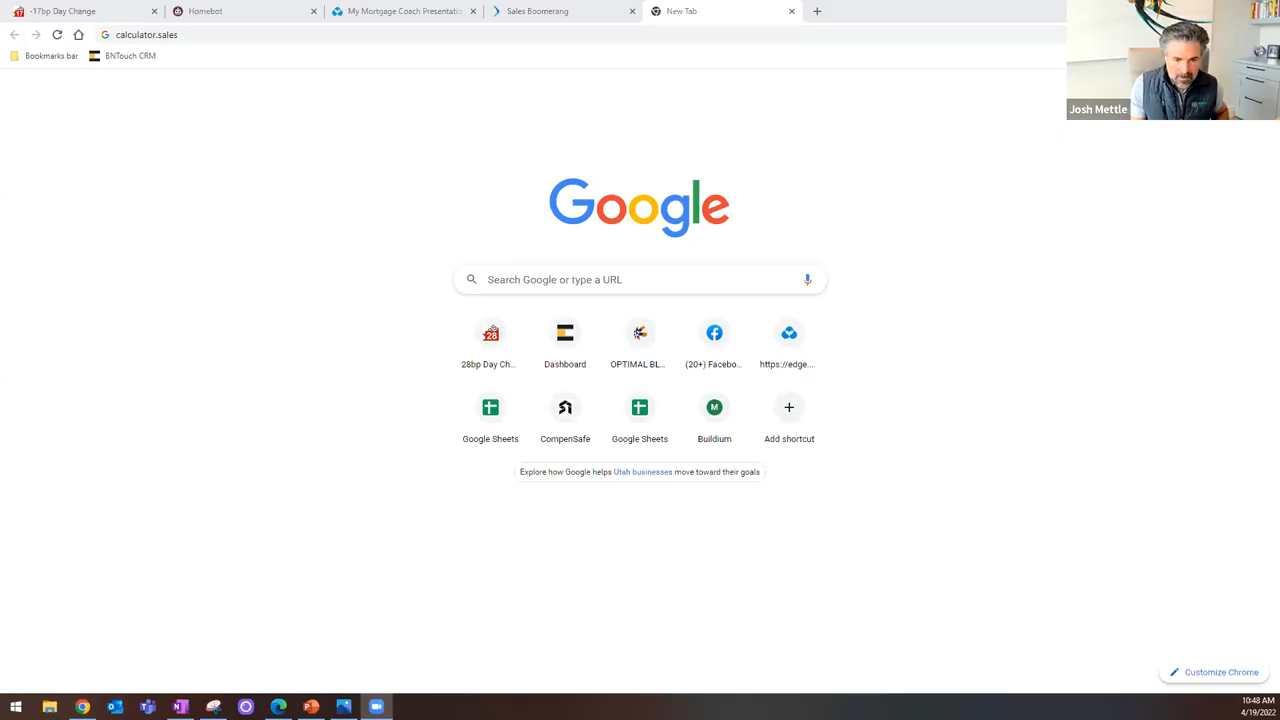 -17bp Day Change
Homebot
My Mortgage Coach Presentatio
Sales Boomerang
New Tab
calculator.sales
Bookmarks bar
BNTouch CRM
Josh Mettle
Google
Search Google or type a URL
28
28bp Day Ch...
Dashboard
OPTIMAL BL...
(20+) Facebo...
https://edge....
M
Google Sheets
CompenSafe
Google Sheets
Buildium
Add shortcut
Explore how Google helps Utah businesses move toward their goals
Customize Chrome
10:48 AM
4/19/2022